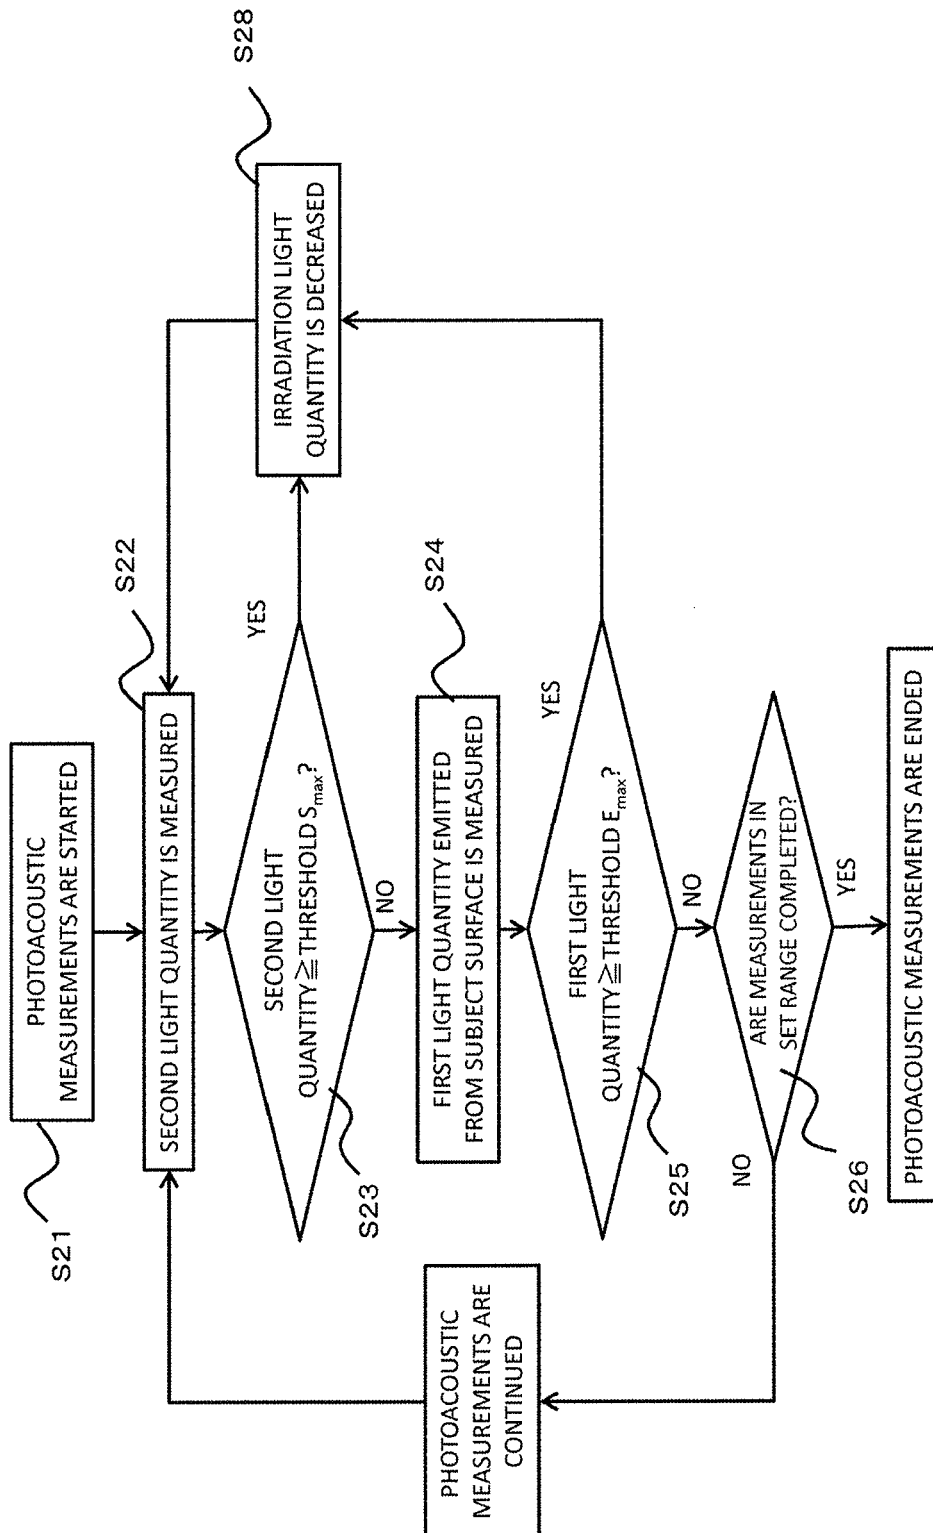 PHOTOACOUSTIC
MEASUREMENTS ARE STARTED
S21
SECOND LIGHT QUANTITY IS MEASURED
S22
SECOND LIGHT
QUANTITY≧THRESHOLD Smax?
S23
YES
NO
IRRADIATION LIGHT
QUANTITY IS DECREASED
S28
FIRST LIGHT QUANTITY EMITTED
FROM SUBJECT SURFACE IS MEASURED
S24
FIRST LIGHT
QUANTITY≧THRESHOLD Emax?
S25
YES
NO
ARE MEASUREMENTS IN
SET RANGE COMPLETED?
S26
NO
YES
PHOTOACOUSTIC
MEASUREMENTS ARE
CONTINUED
PHOTOACOUSTIC MEASUREMENTS ARE ENDED